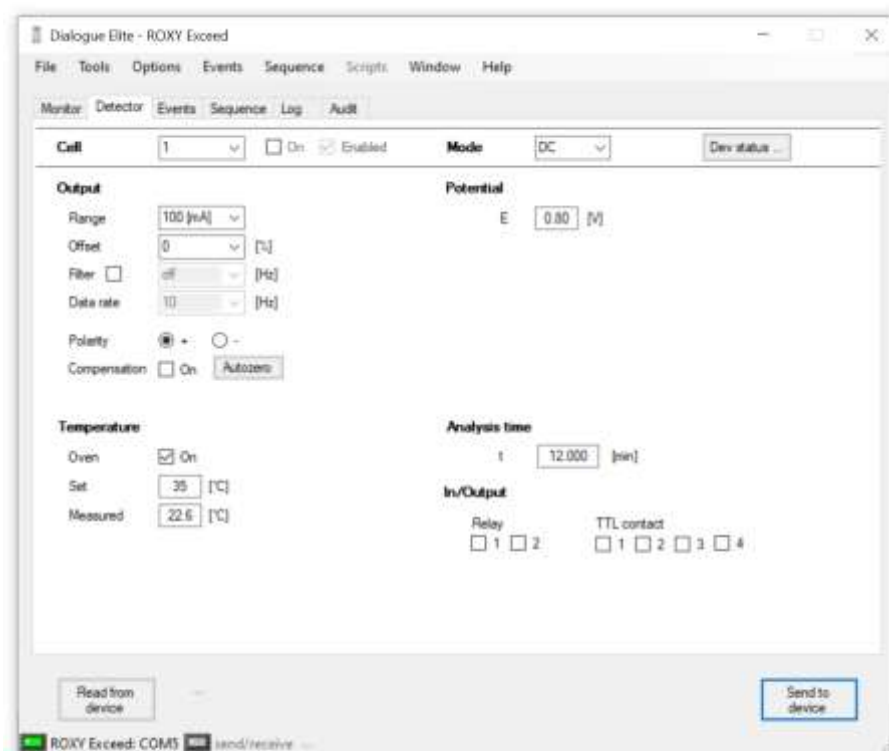 Dialogue Elite - ROXY Exceed
File Tools Options Events Sequence Scripts Window Help
Monitor Detector Events Sequence Log Audit
Cell 1 On Enabled Mode DC Dev status ...
Output Potential
Range 100 [mA] E 0.80 [V]
Offset 0 [%]
Filter off [Hz]
Data rate 10 [Hz]
Polarity + -
Compensation On Autozero
Temperature Analysis time
Oven On t 12.000 [min]
Set 35 [°C] In/Output
Measured 22.6 [°C] Relay TTL contact
1 2 1 2 3 4
Read from device ... Send to device
ROXY Exceed: COM5 send/receive ...